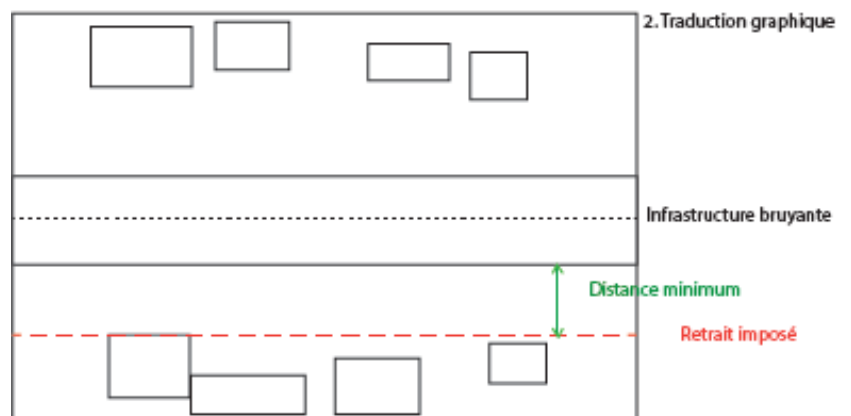 2.Traduction graphique
Infrastructure bruyante
Distance minimum
Retrait imposé